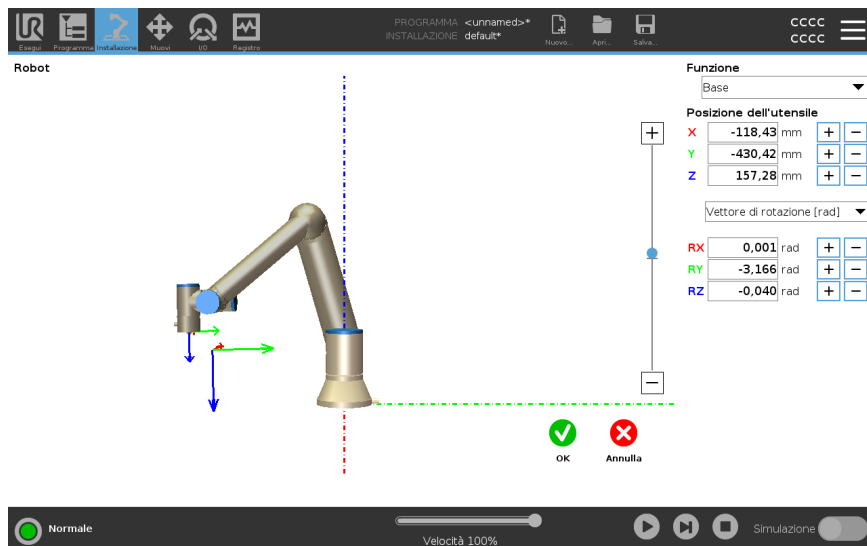 PROGRAMMA <unnamed>*
INSTALLAZIONE default*
Esegui Programma Installazione Muovi I/O Registro Nuovo... Apri... Salva...
CCCC
CCCC
Robot
Funzione
Base
Posizione dell'utensile
X -118,43 mm + −
Y -430,42 mm + −
Z 157,28 mm + −
Vettore di rotazione [rad]
RX 0,001 rad + −
RY -3,166 rad + −
RZ -0,040 rad + −
OK Annulla
Normale
Velocità 100%
Simulazione